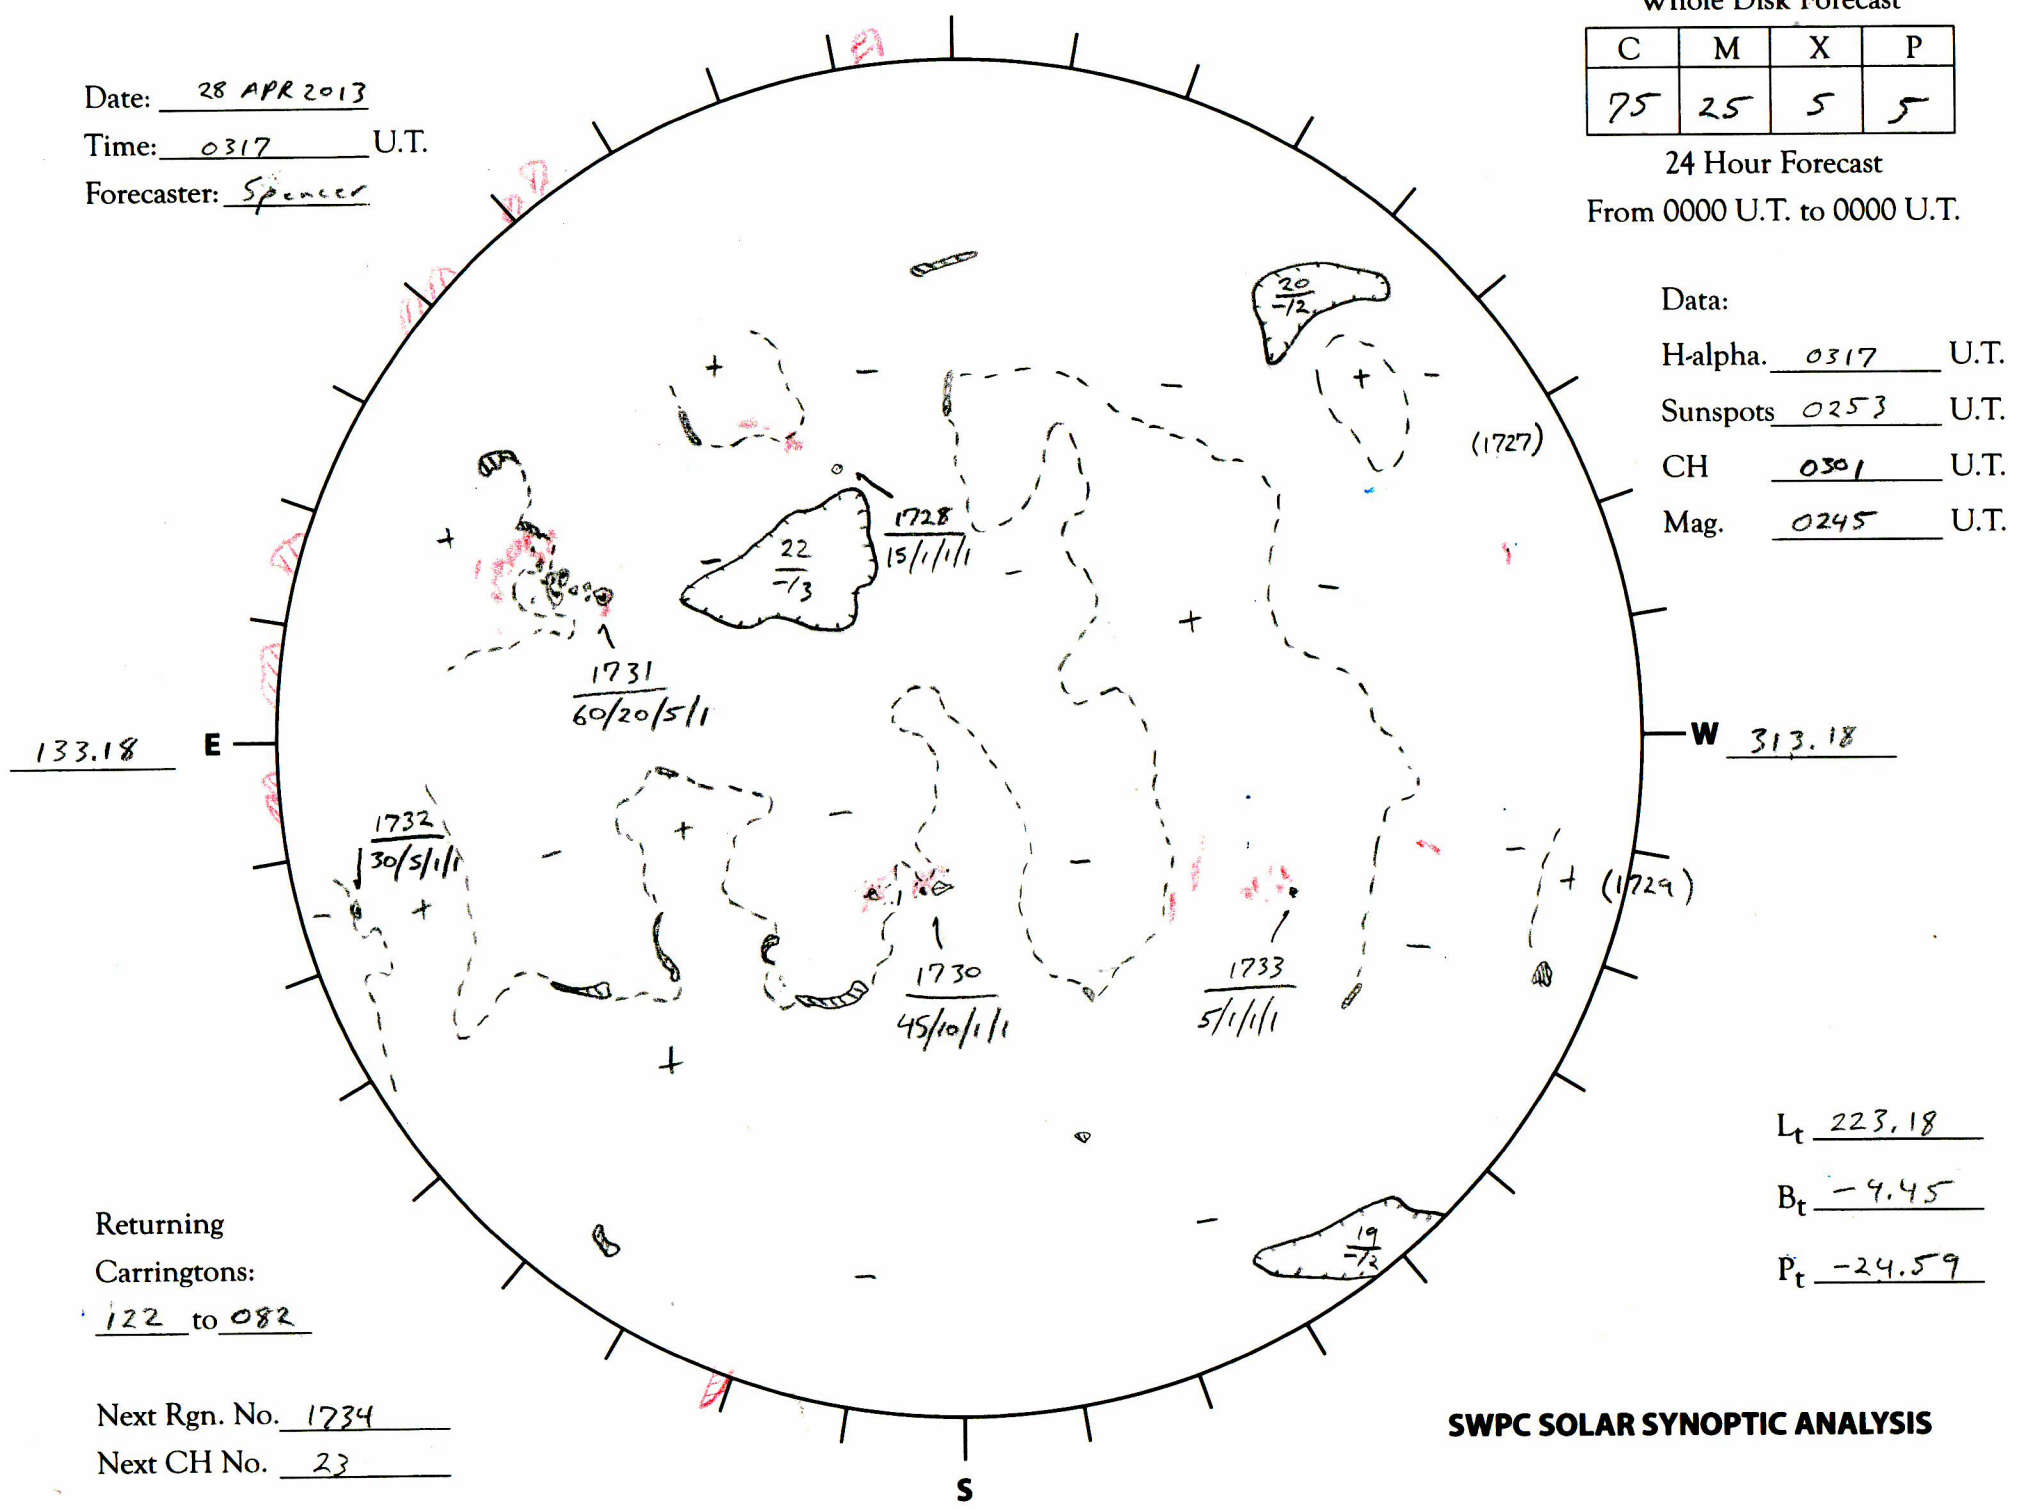 Whole Disk Forecast
C M X P
75 25 5 5
24 Hour Forecast
From 0000 U.T. to 0000 U.T.
Date: 28 APR 2013
Time: 0317 U.T.
Forecaster: Spencer
Data:
H-alpha. 0317 U.T.
Sunspots 0253 U.T.
CH 0301 U.T.
Mag. 0245 U.T.
20
-/2
+ - - + -
(1727)
1728
15/1/1/1
+
-
22
-/3
- -
+
1731
60/20/5/1
133.18 E
W 313.18
1732
30/5/1/1
+ - -
- - +
(1729)
- +
-
1730
45/10/1/1
1733
5/1/1/1
+
Lt 223.18
Bt -4.45
Pt -24.59
-
19
-/2
-
Returning
Carringtons:
122 to 082
Next Rgn. No. 1734
Next CH No. 23
SWPC SOLAR SYNOPTIC ANALYSIS
S